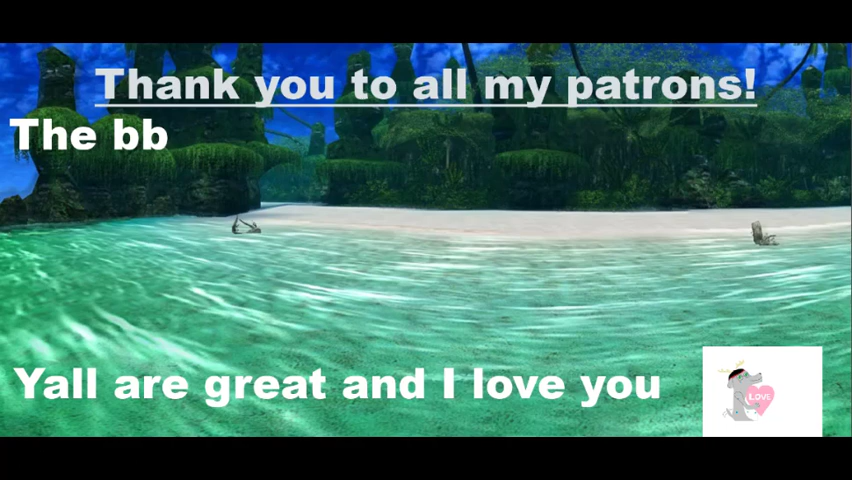 Thank you to all my patrons!
The bb
Yall are great and I love you
LOVE